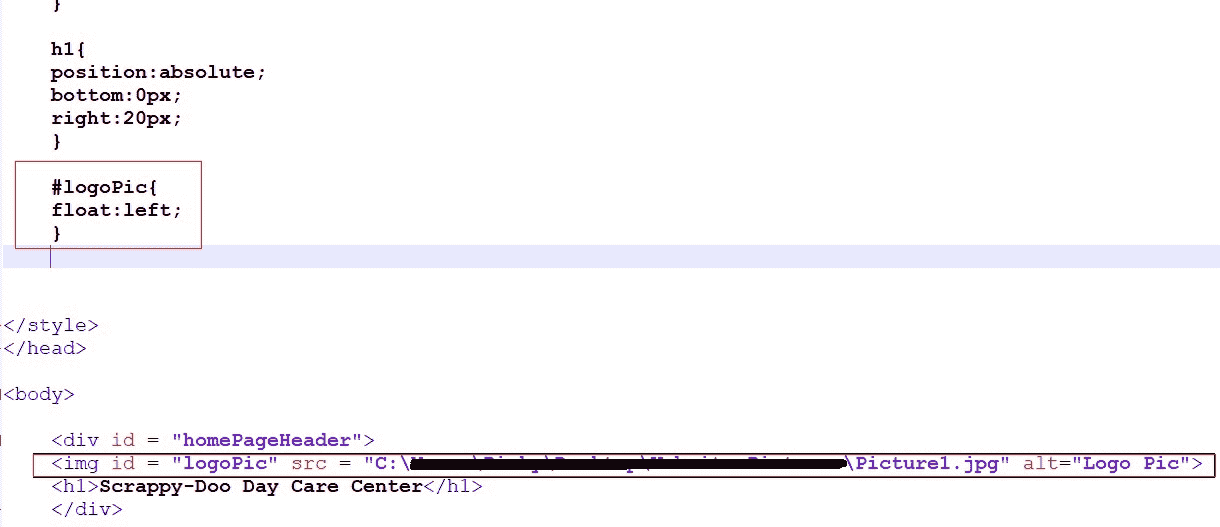 }
h1{
position:absolute;
bottom:0px;
right:20px;
}
#logoPic{
float:left;
}
</style>
</head>
<body>
<div id = "homePageHeader">
<img id = "logoPic" src = "C:\ \Picture1.jpg" alt="Logo Pic">
<h1>Scrappy-Doo Day Care Center</h1>
</div>